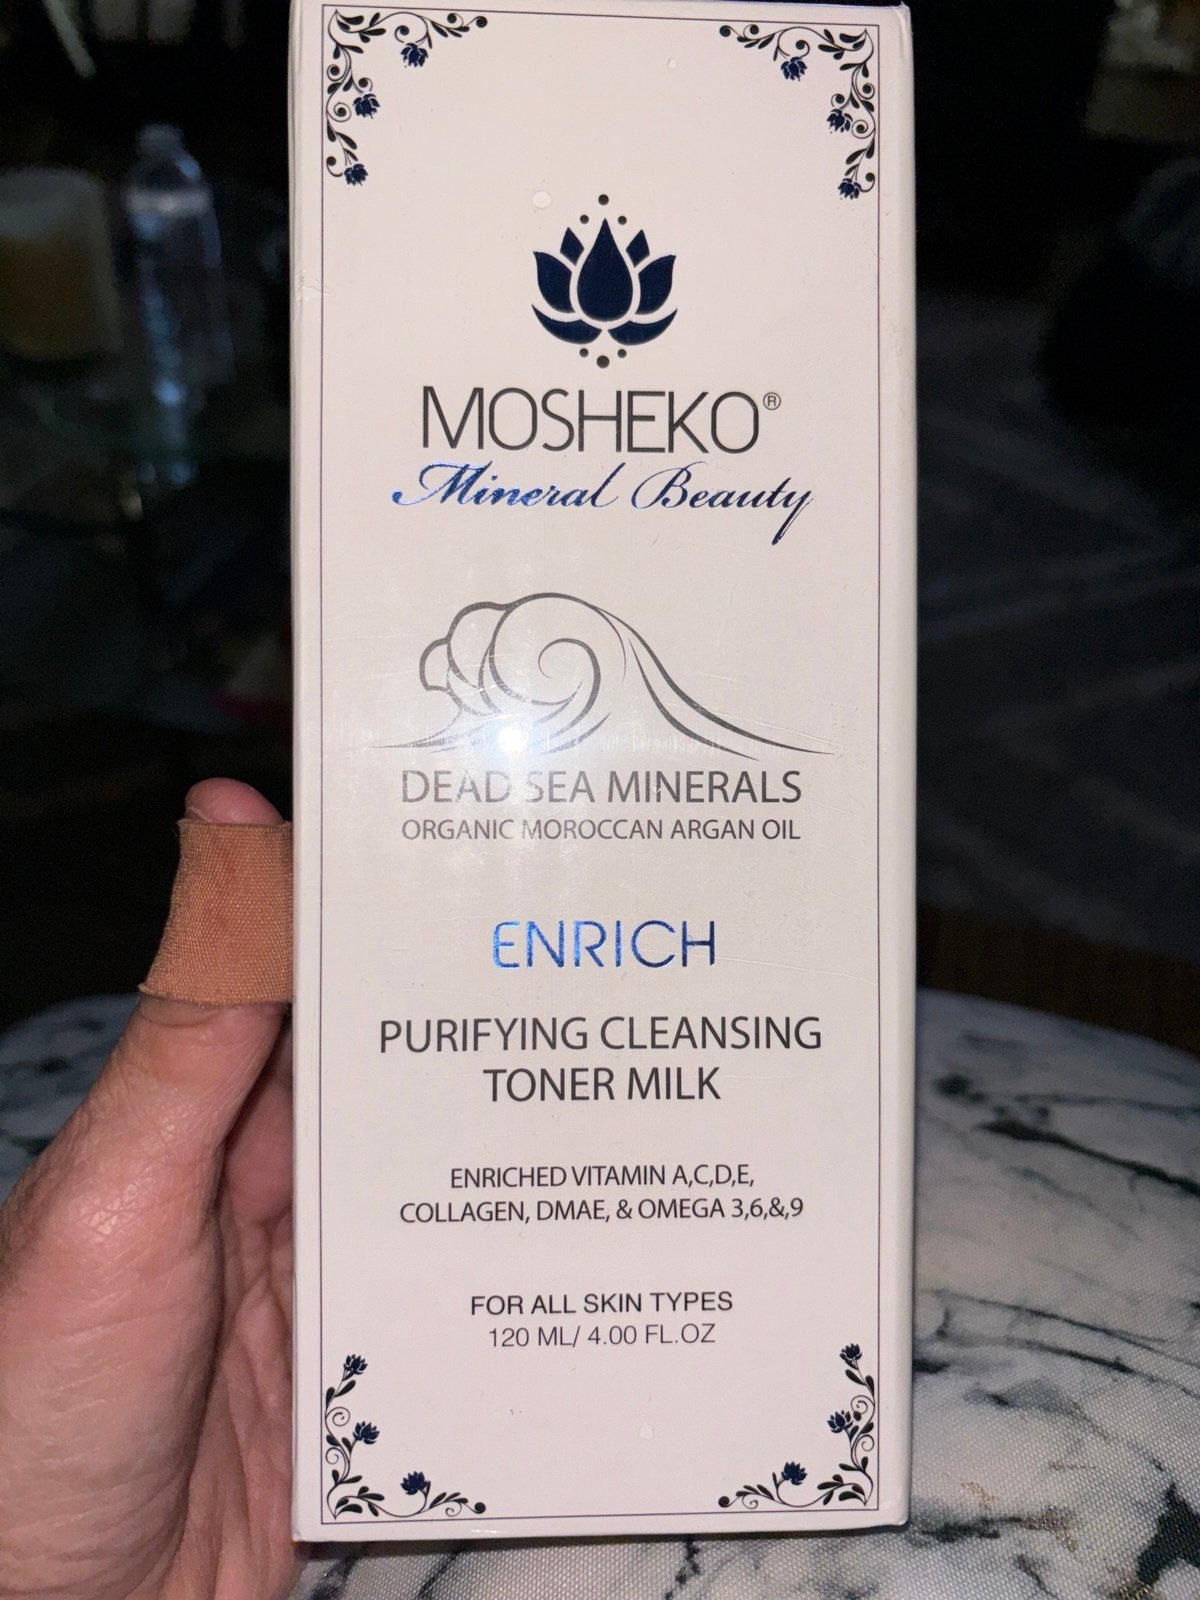 MOSHEKO®
Mineral Beauty
DEAD SEA MINERALS
ORGANIC MOROCCAN ARGAN OIL
ENRICH
PURIFYING CLEANSING
TONER MILK
ENRICHED VITAMIN A,C,D,E,
COLLAGEN, DMAE, & OMEGA 3,6,&,9
FOR ALL SKIN TYPES
120 ML/ 4.00 FL.OZ